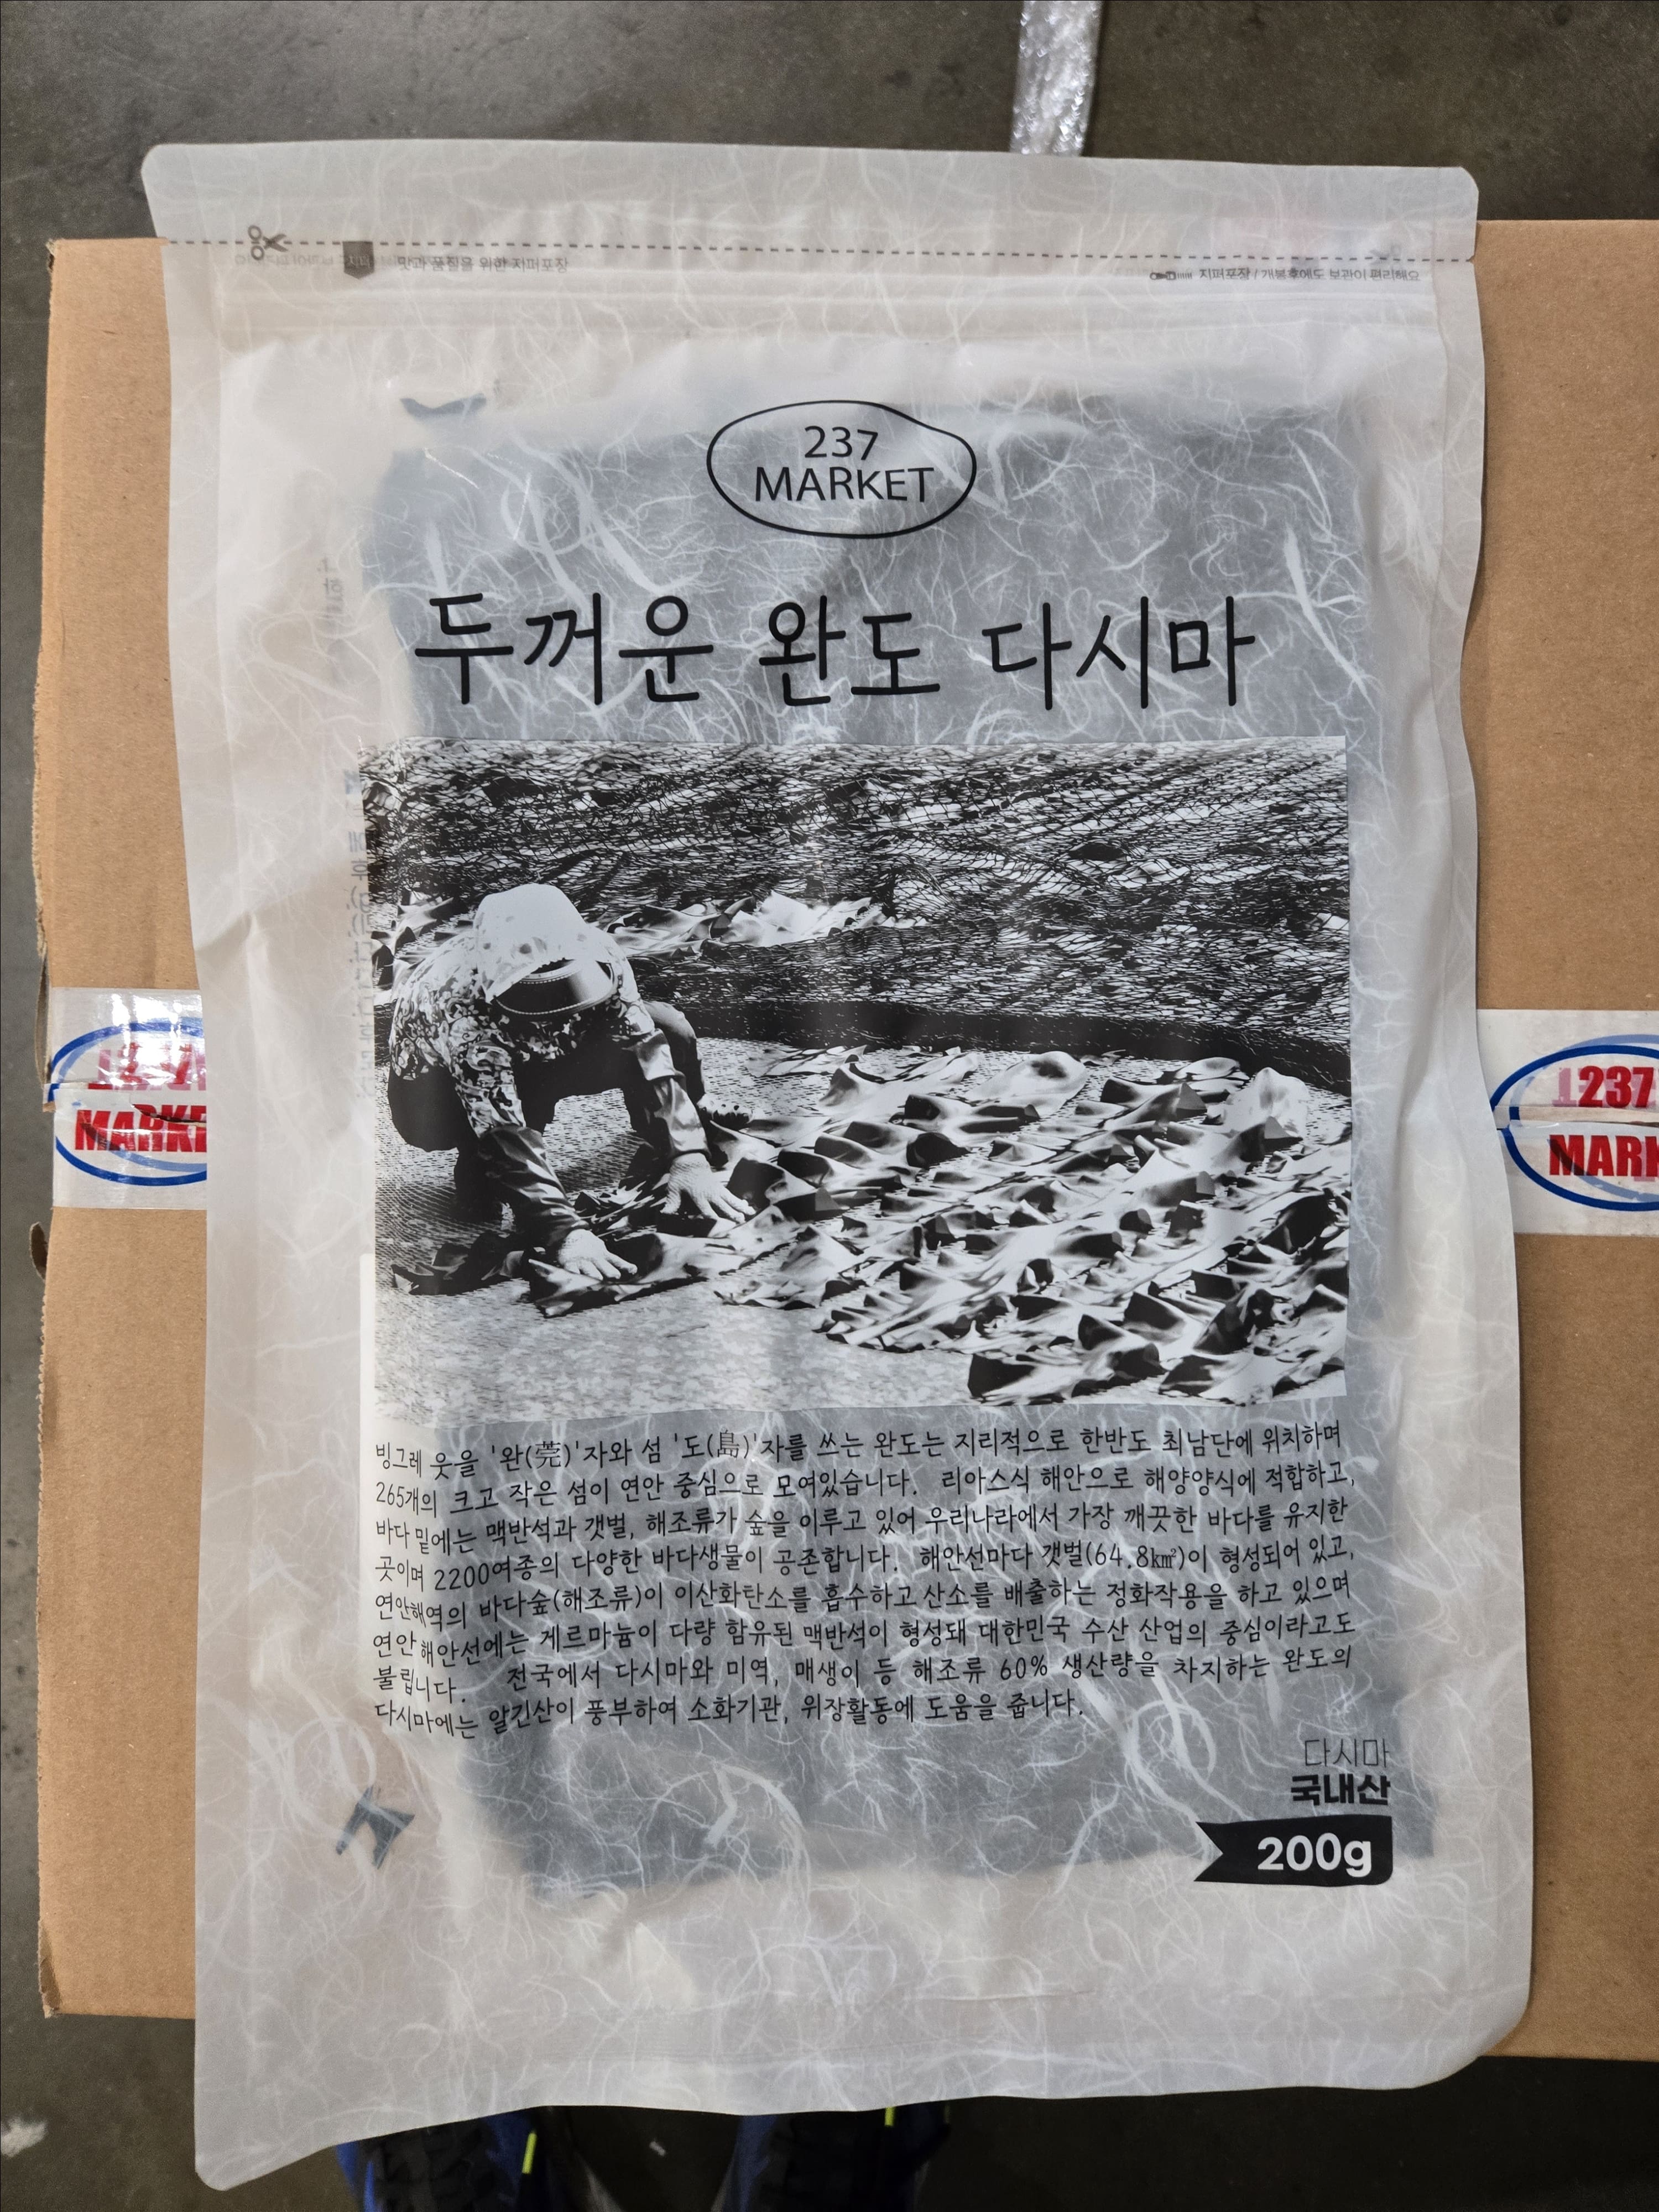 맛과 품질을 위한 지퍼포장
지퍼포장 / 개봉후에도 보관이 편리해요
237
MARKET
두꺼운 완도 다시마
빙그레 웃을 '완(莞)'자와 섬 '도(島)'자를 쓰는 완도는 지리적으로 한반도 최남단에 위치하며
265개의 크고 작은 섬이 연안 중심으로 모여있습니다. 리아스식 해안으로 해양양식에 적합하고,
바다 밑에는 맥반석과 갯벌, 해조류가 숲을 이루고 있어 우리나라에서 가장 깨끗한 바다를 유지한
곳이며 2200여종의 다양한 바다생물이 공존합니다. 해안선마다 갯벌(64.8㎢)이 형성되어 있고,
연안해역의 바다숲(해조류)이 이산화탄소를 흡수하고 산소를 배출하는 정화작용을 하고 있으며
연안 해안선에는 게르마늄이 다량 함유된 맥반석이 형성돼 대한민국 수산 산업의 중심이라고도
불립니다. 전국에서 다시마와 미역, 매생이 등 해조류 60% 생산량을 차지하는 완도의
다시마에는 알긴산이 풍부하여 소화기관, 위장활동에 도움을 줍니다.
다시마
국내산
200g
MARKE
237
MARK